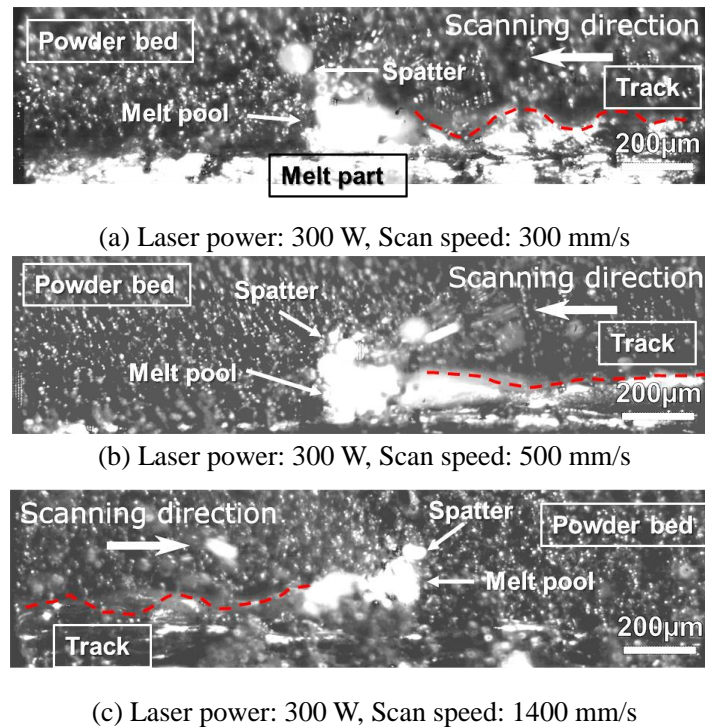 Powder bed
Scanning direction
Spatter
Track
Melt pool
200μm
Melt part
(a) Laser power: 300 W, Scan speed: 300 mm/s
Scanning direction
Powder bed
Spatter
Track
Melt pool
200μm
(b) Laser power: 300 W, Scan speed: 500 mm/s
Scanning direction
Spatter
Powder bed
Melt pool
200μm
Track
(c) Laser power: 300 W, Scan speed: 1400 mm/s